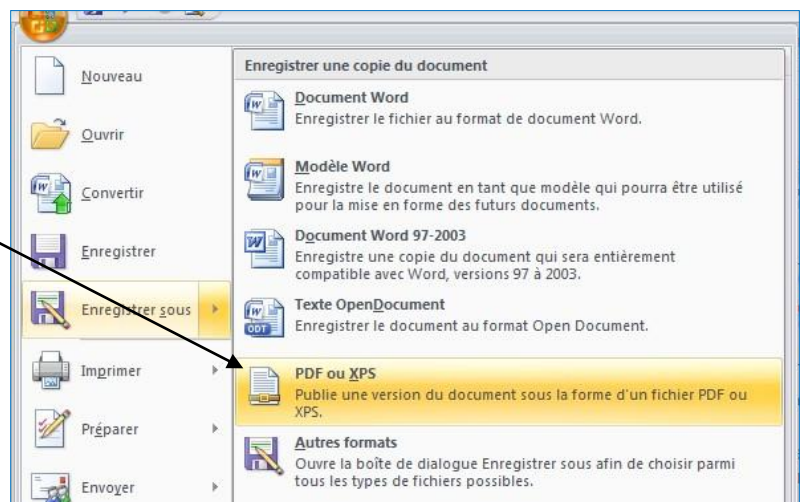 Nouveau
Ouvrir
Convertir
Enregistrer
Enregistrer sous
Imprimer
Préparer
Envoyer
Enregistrer une copie du document
Document Word
Enregistrer le fichier au format de document Word.
Modèle Word
Enregistre le document en tant que modèle qui pourra être utilisé
pour la mise en forme des futurs documents.
Document Word 97-2003
Enregistre une copie du document qui sera entièrement
compatible avec Word, versions 97 à 2003.
Texte OpenDocument
Enregistrer le document au format Open Document.
ODT
PDF ou XPS
Publie une version du document sous la forme d'un fichier PDF ou
XPS.
Autres formats
Ouvre la boîte de dialogue Enregistrer sous afin de choisir parmi
tous les types de fichiers possibles.